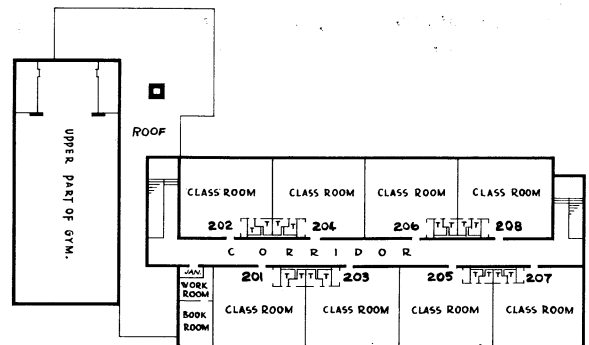 ROOF
UPPER PART OF GYM.
CLASS ROOM CLASS ROOM CLASS ROOM CLASS ROOM
202 204 206 208
T T T T T T T T
CORRIDOR
JAN. 201 203 205 207
T T T T T T T T
WORK
ROOM
CLASS ROOM CLASS ROOM CLASS ROOM CLASS ROOM
BOOK
ROOM